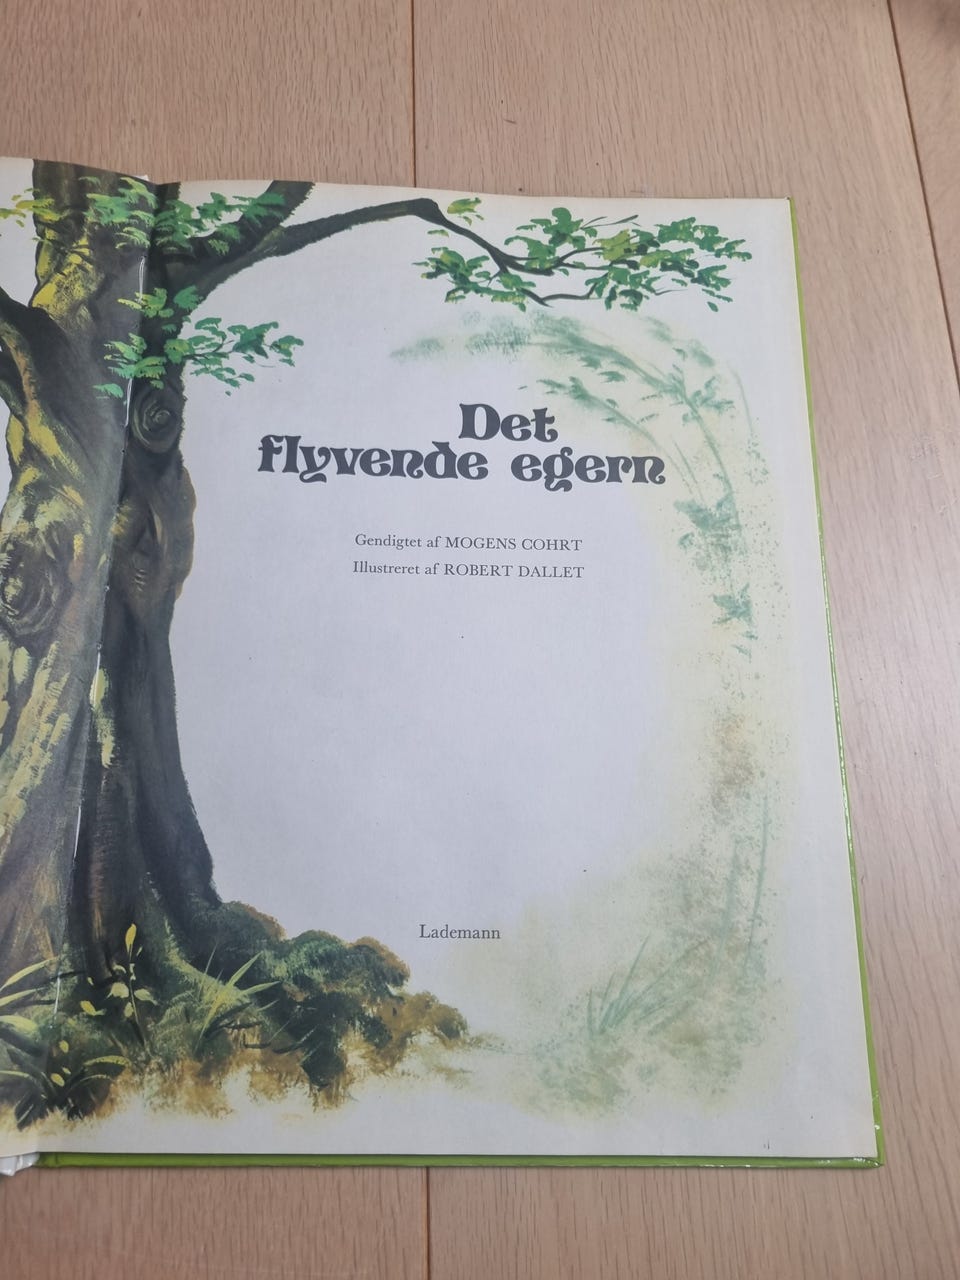 Det
flyvende egern
Gendigtet af MOGENS COHRT
Illustreret af ROBERT DALLET
Lademann